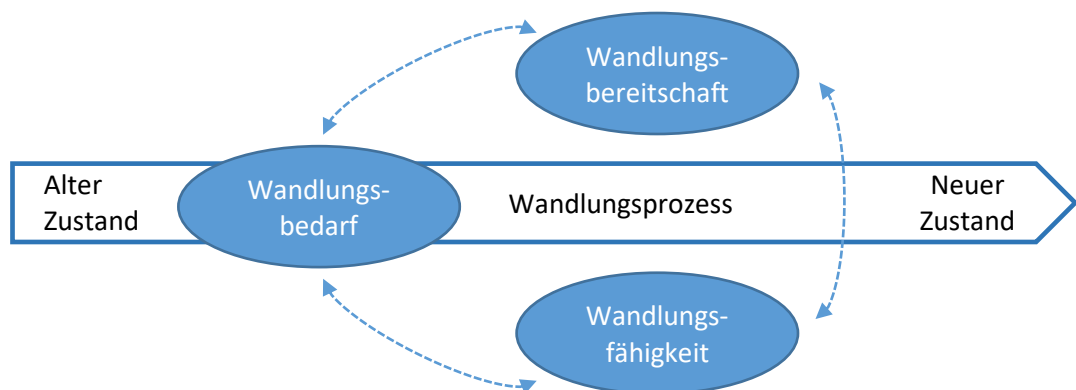 Wandlungs-
bereitschaft
Alter
Zustand
Wandlungs-
bedarf
Wandlungsprozess
Neuer
Zustand
Wandlungs-
fähigkeit